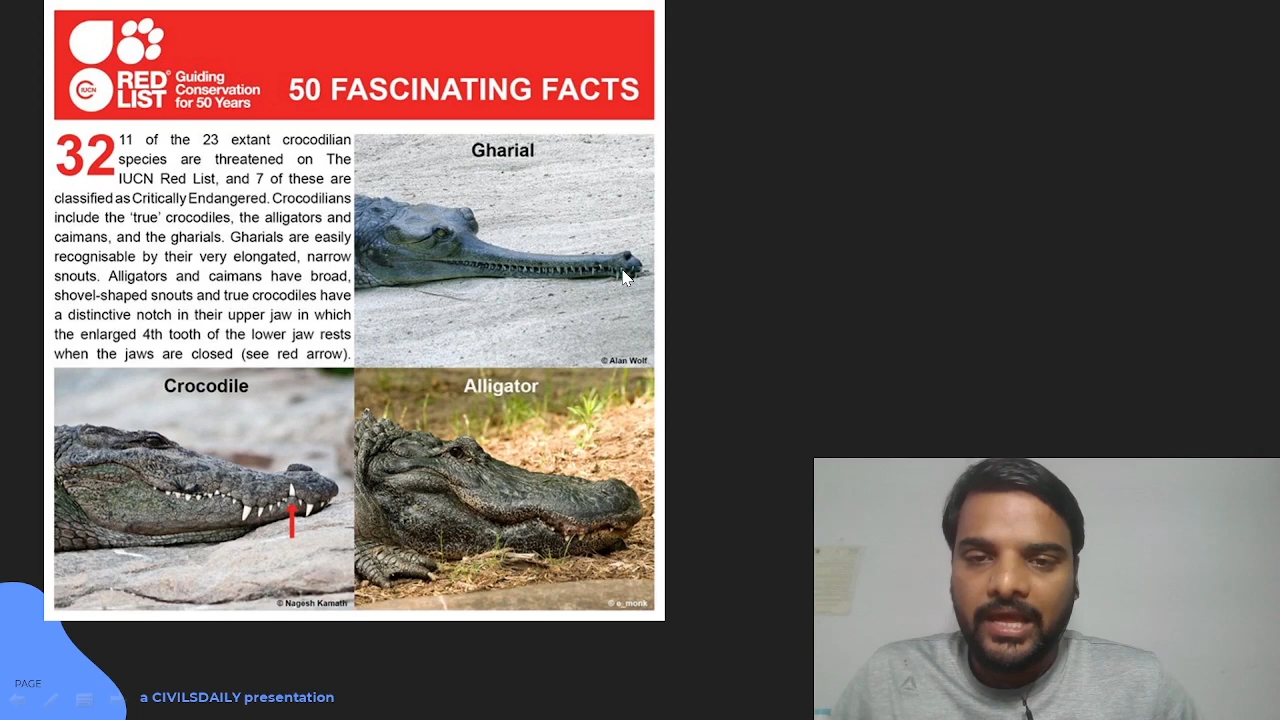 IUCN
RED
LIST
Guiding
Conservation
for 50 Years
50 FASCINATING FACTS
32
11 of the 23 extant crocodilian
species are threatened on The
IUCN Red List, and 7 of these are
classified as Critically Endangered. Crocodilians
include the ‘true’ crocodiles, the alligators and
caimans, and the gharials. Gharials are easily
recognisable by their very elongated, narrow
snouts. Alligators and caimans have broad,
shovel-shaped snouts and true crocodiles have
a distinctive notch in their upper jaw in which
the enlarged 4th tooth of the lower jaw rests
when the jaws are closed (see red arrow).
Gharial
© Alan Wolf
Crocodile
© Nagesh Kamath
Alligator
© e_monk
PAGE
a CIVILSDAILY presentation